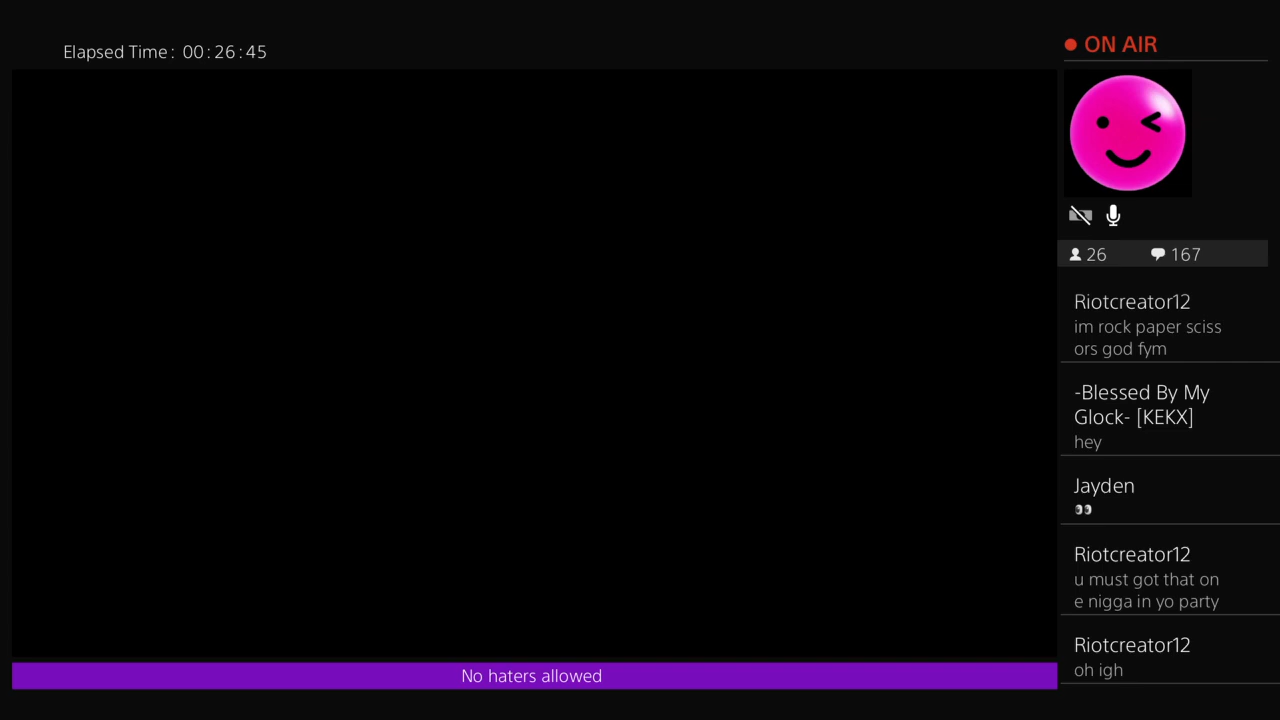 Elapsed Time: 00:26:45
ON AIR
26 167
Riotcreator12
im rock paper sciss
ors god fym
-Blessed By My
Glock- [KEKX]
hey
Jayden
👀
Riotcreator12
u must got that on
e nigga in yo party
Riotcreator12
oh igh
No haters allowed